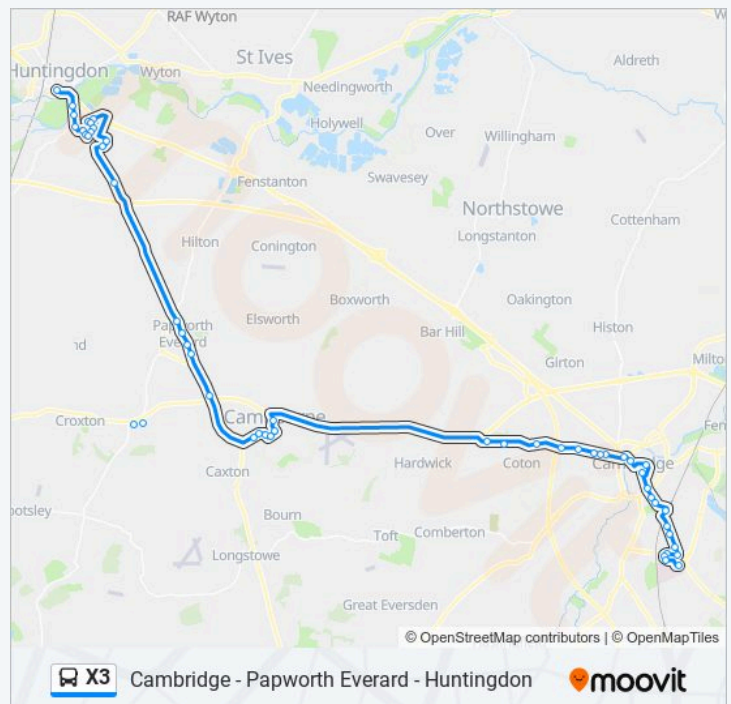 RAF Wyton
St Ives
Aldreth
Huntingdon
Wyton
Needingworth
Holywell
Over
Willingham
Fenstanton
Swavesey
Northstowe
Cottenham
Longstanton
Hilton
Conington
Boxworth
Oakington
Elsworth
Papworth
Everard
Bar Hill
Histon
Girton
Milto
nd
Croxton
Cambourne
Fen
Hardwick
Coton
Cambridge
Caxton
otsley
Bourn
Toft
Comberton
Longstowe
Great Eversden
moovit
© OpenStreetMap contributors | © OpenMapTiles
X3 Cambridge - Papworth Everard - Huntingdon moovit